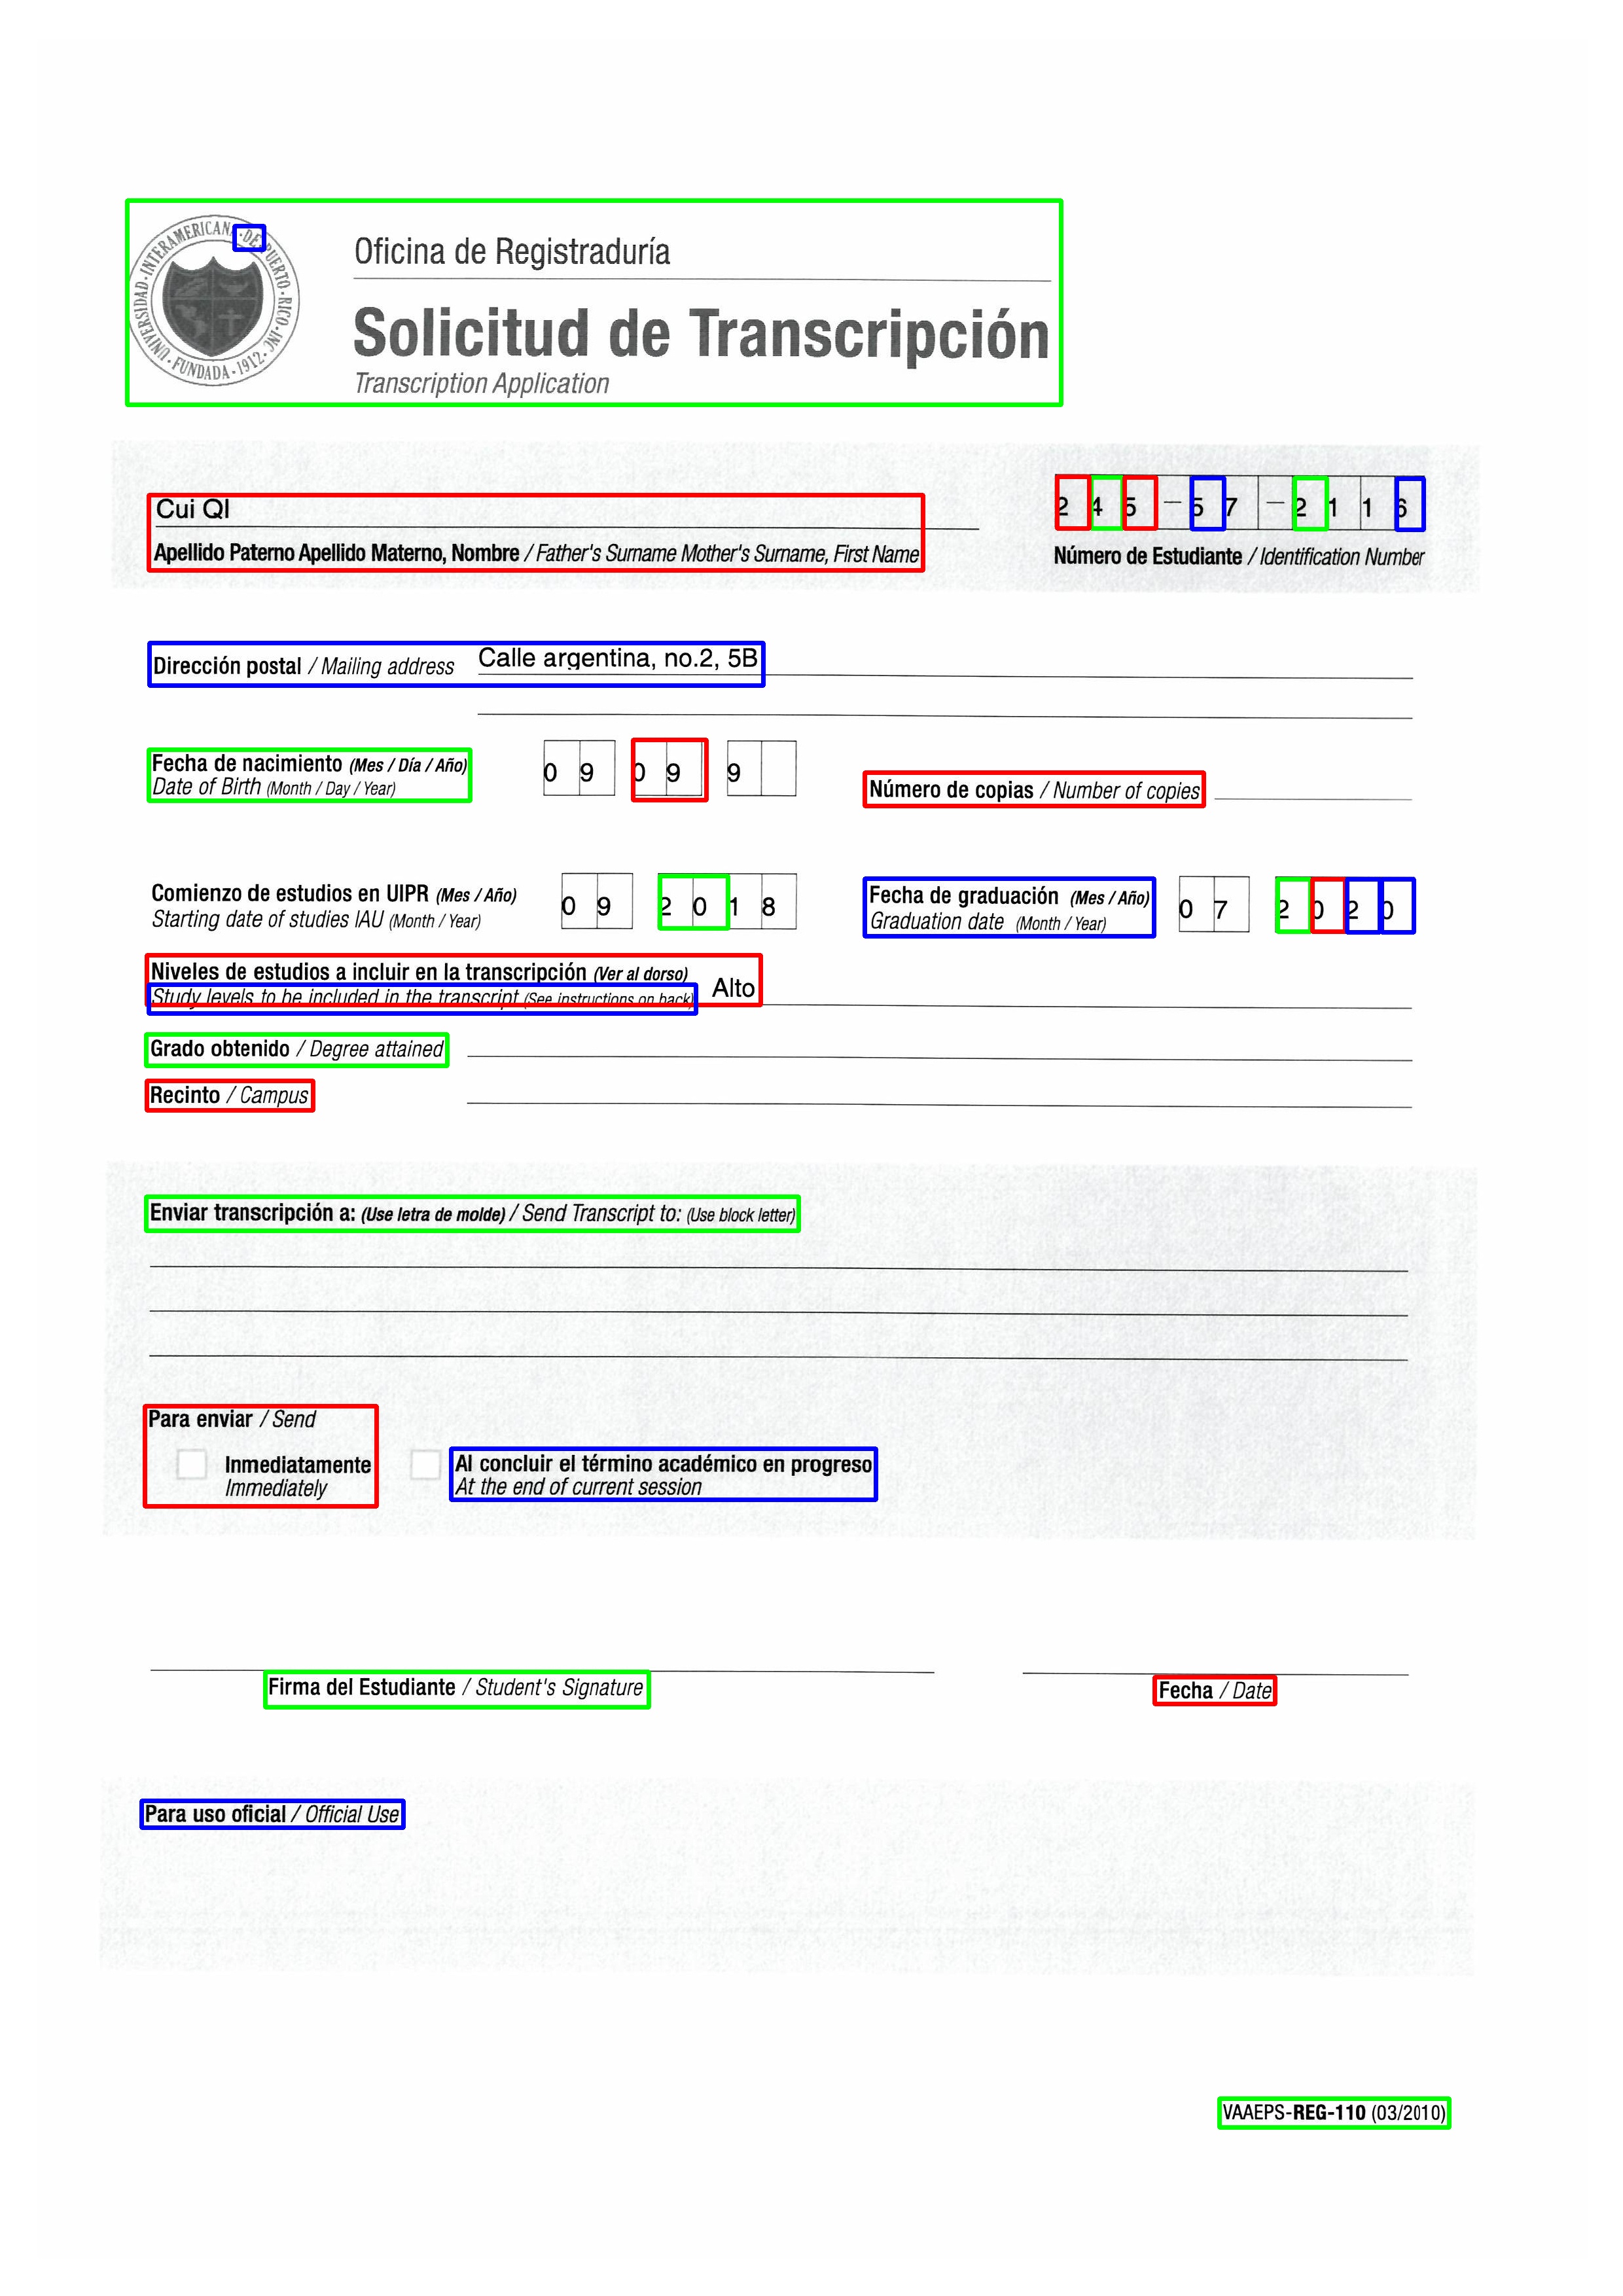 UNIVERSIDAD · INTERAMERICANA · DE · PUERTO · RICO · INC · FUNDADA · 1912 ·
Oficina de Registraduría
Solicitud de Transcripción
Transcription Application
Cui QI
2 4 5 – 5 7 – 2 1 1 6
Apellido Paterno Apellido Materno, Nombre / Father's Surname Mother's Surname, First Name
Número de Estudiante / Identification Number
Dirección postal / Mailing address Calle argentina, no.2, 5B
Fecha de nacimiento (Mes / Día / Año) 0 9 0 9 9
Date of Birth (Month / Day / Year)
Número de copias / Number of copies
Comienzo de estudios en UIPR (Mes / Año) 0 9 2 0 1 8
Starting date of studies IAU (Month / Year)
Fecha de graduación (Mes / Año) 0 7 2 0 2 0
Graduation date (Month / Year)
Niveles de estudios a incluir en la transcripción (Ver al dorso) Alto
Study levels to be included in the transcript (See instructions on back)
Grado obtenido / Degree attained
Recinto / Campus
Enviar transcripción a: (Use letra de molde) / Send Transcript to: (Use block letter)
Para enviar / Send
Inmediatamente
Immediately
Al concluir el término académico en progreso
At the end of current session
Firma del Estudiante / Student's Signature
Fecha / Date
Para uso oficial / Official Use
VAAEPS-REG-110 (03/2010)